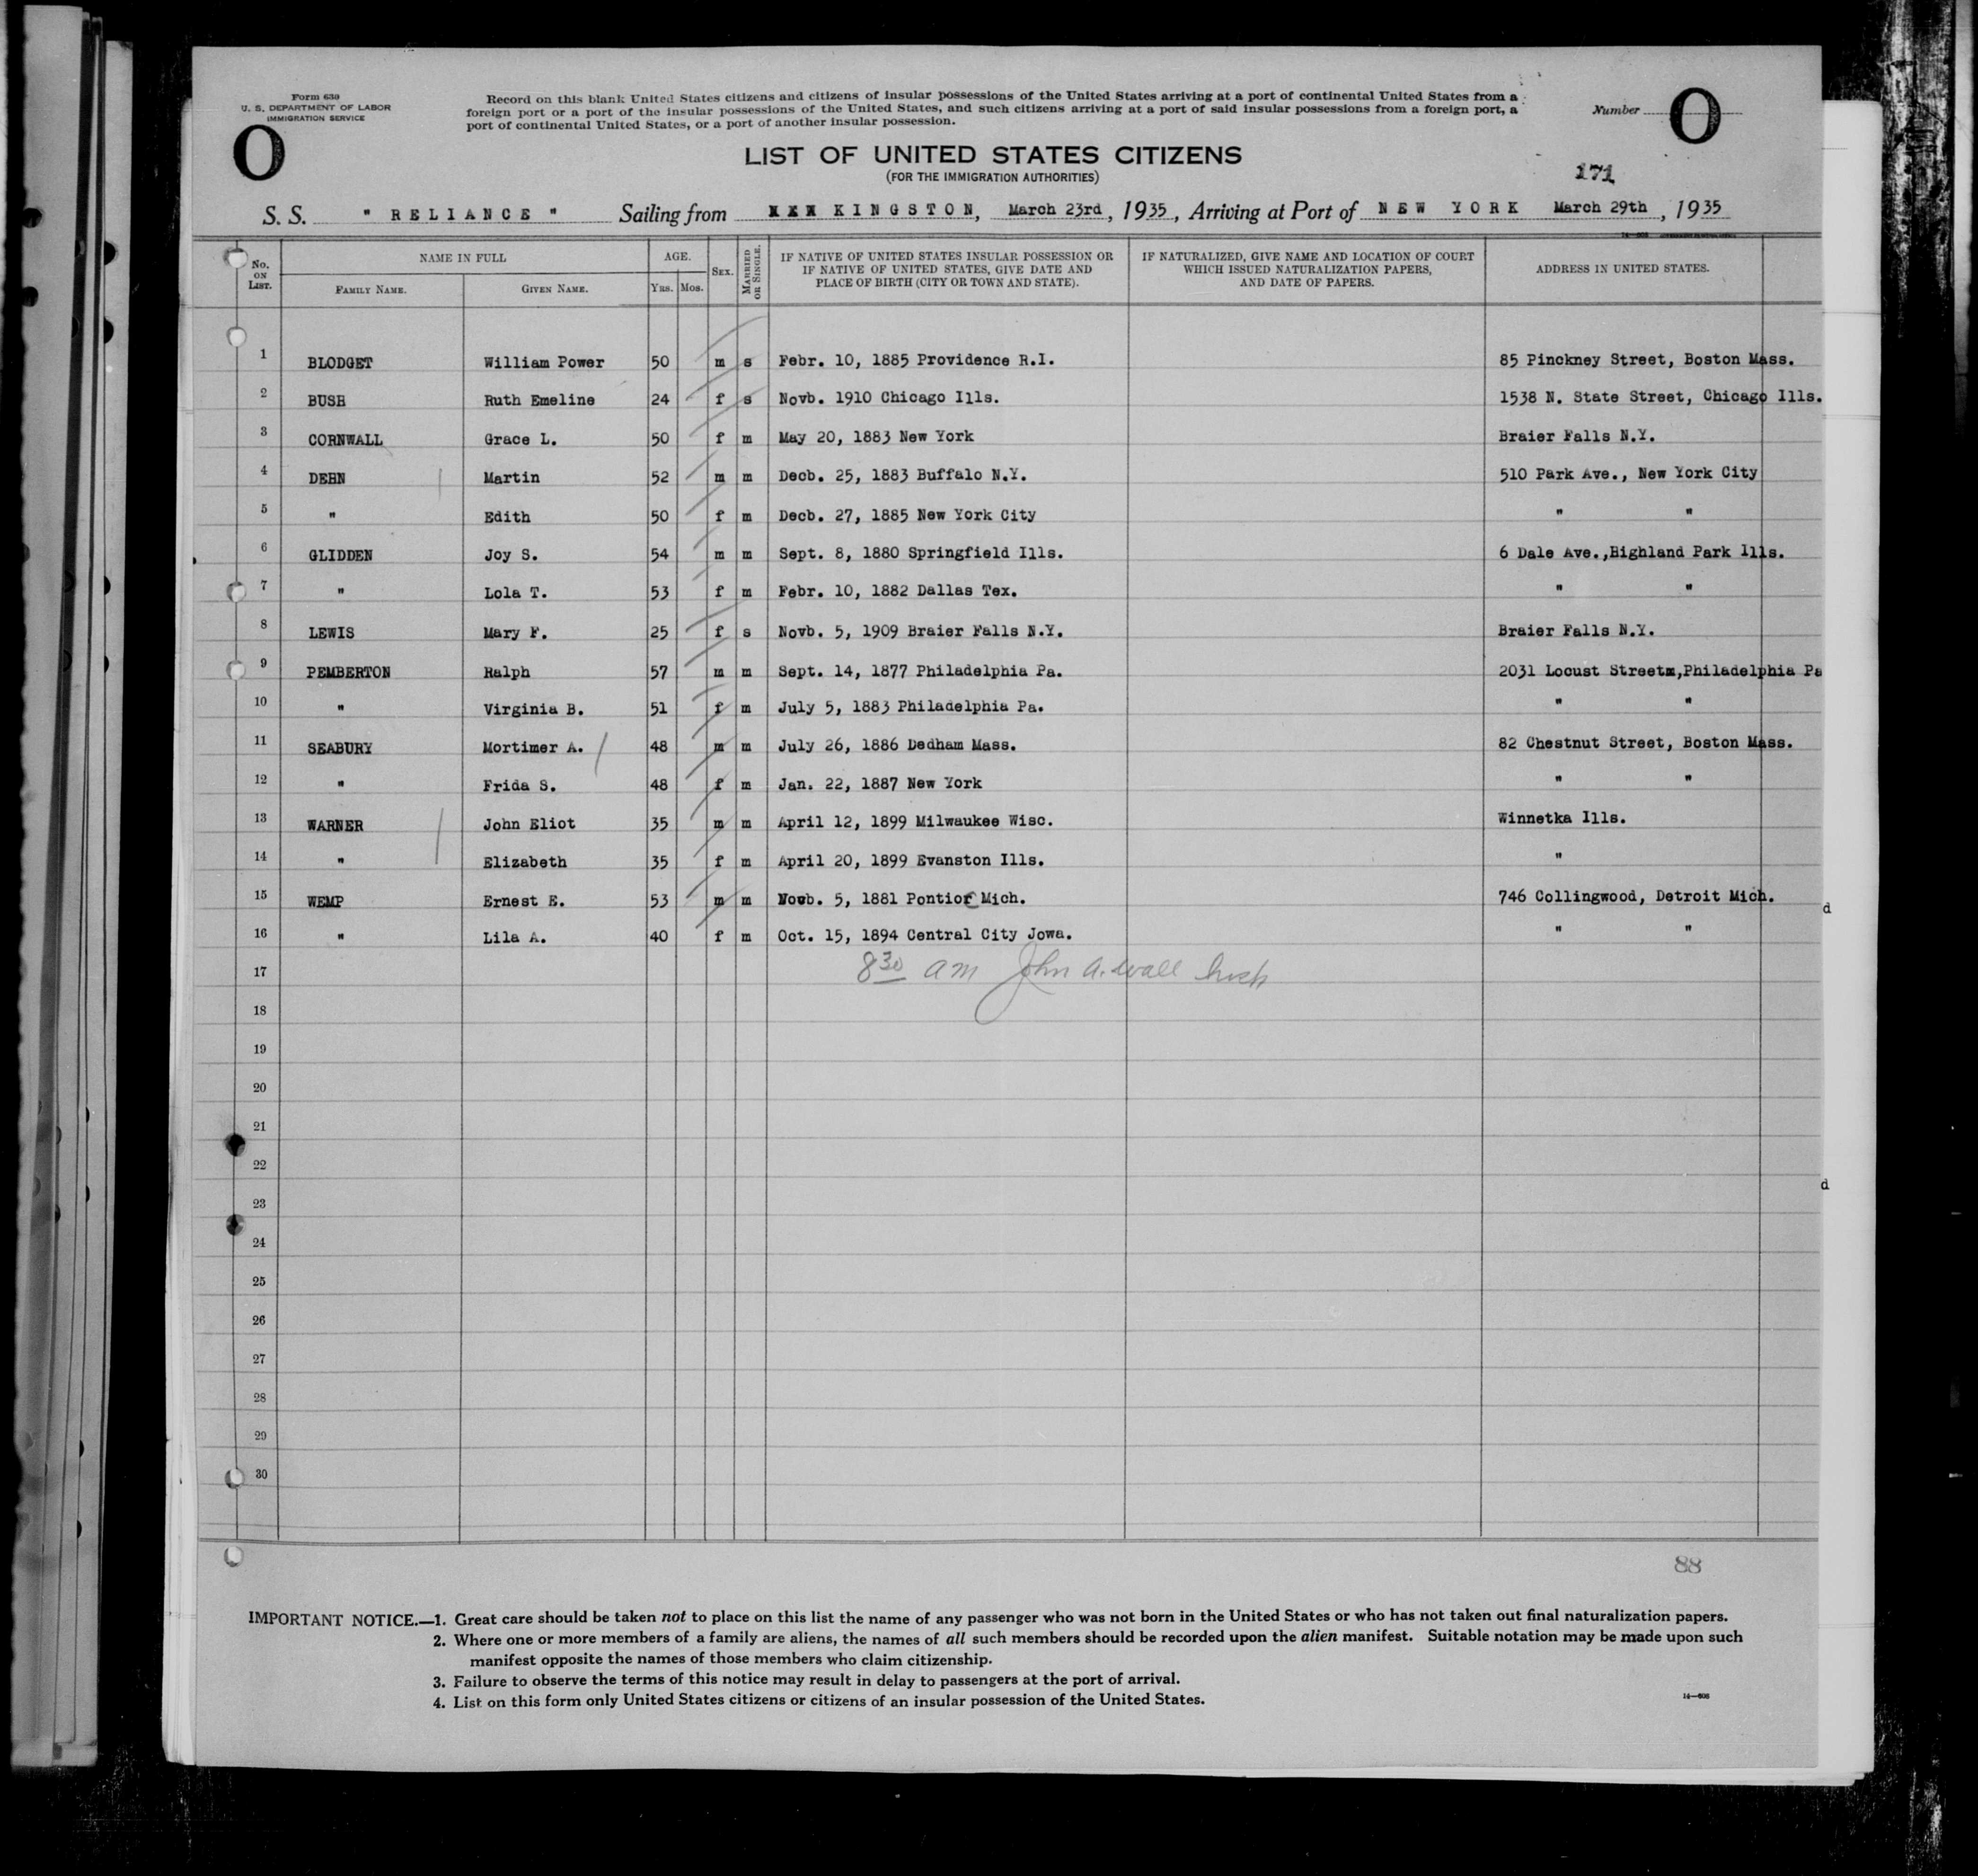 Form 630
U. S. DEPARTMENT OF LABOR
IMMIGRATION SERVICE
O
Record on this blank United States citizens and citizens of insular possessions of the United States arriving at a port of continental United States from a
foreign port or a port of the insular possessions of the United States, and such citizens arriving at a port of said insular possessions from a foreign port, a
port of continental United States, or a port of another insular possession.
Number O
LIST OF UNITED STATES CITIZENS
(FOR THE IMMIGRATION AUTHORITIES)
171
S. S. " RELIANCE " Sailing from XXX KINGSTON, March 23rd, 1935, Arriving at Port of NEW YORK March 29th, 1935
No. ON LIST. NAME IN FULL FAMILY NAME. GIVEN NAME. AGE. YRS. MOS. SEX. MARRIED OR SINGLE. IF NATIVE OF UNITED STATES INSULAR POSSESSION OR IF NATIVE OF UNITED STATES, GIVE DATE AND PLACE OF BIRTH (CITY OR TOWN AND STATE). IF NATURALIZED, GIVE NAME AND LOCATION OF COURT WHICH ISSUED NATURALIZATION PAPERS, AND DATE OF PAPERS. ADDRESS IN UNITED STATES.
1 BLODGET William Power 50 m s Febr. 10, 1885 Providence R.I. 85 Pinckney Street, Boston Mass.
2 BUSH Ruth Emeline 24 f s Novb. 1910 Chicago Ills. 1538 N. State Street, Chicago Ills.
3 CORNWALL Grace L. 50 f m May 20, 1883 New York Braier Falls N.Y.
4 DEHN Martin 52 m m Decb. 25, 1883 Buffalo N.Y. 510 Park Ave., New York City
5 " Edith 50 f m Decb. 27, 1885 New York City " "
6 GLIDDEN Joy S. 54 m m Sept. 8, 1880 Springfield Ills. 6 Dale Ave.,Highland Park Ills.
7 " Lola T. 53 f m Febr. 10, 1882 Dallas Tex. " "
8 LEWIS Mary F. 25 f s Novb. 5, 1909 Braier Falls N.Y. Braier Falls N.Y.
9 PEMBERTON Ralph 57 m m Sept. 14, 1877 Philadelphia Pa. 2031 Locust Streetm,Philadelphia Pa
10 " Virginia B. 51 f m July 5, 1883 Philadelphia Pa. " "
11 SEABURY Mortimer A. 48 m m July 26, 1886 Dedham Mass. 82 Chestnut Street, Boston Mass.
12 " Frida S. 48 f m Jan. 22, 1887 New York " "
13 WARNER John Eliot 35 m m April 12, 1899 Milwaukee Wisc. Winnetka Ills.
14 " Elizabeth 35 f m April 20, 1899 Evanston Ills. "
15 WEMP Ernest E. 53 m m Novb. 5, 1881 Pontiac Mich. 746 Collingwood, Detroit Mich.
d
16 " Lila A. 40 f m Oct. 15, 1894 Central City Jowa. " "
17 8 30 am John A. Wall Insp
18
19
20
21
22
23
d
24
25
26
27
28
29
30
88
IMPORTANT NOTICE.—1. Great care should be taken not to place on this list the name of any passenger who was not born in the United States or who has not taken out final naturalization papers.
2. Where one or more members of a family are aliens, the names of all such members should be recorded upon the alien manifest. Suitable notation may be made upon such
manifest opposite the names of those members who claim citizenship.
3. Failure to observe the terms of this notice may result in delay to passengers at the port of arrival.
4. List on this form only United States citizens or citizens of an insular possession of the United States.